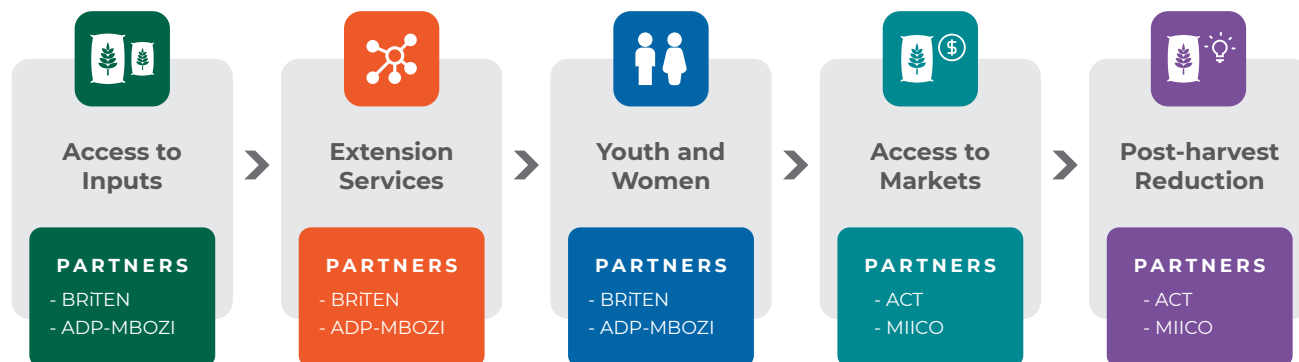 Access to
Inputs
PARTNERS
- BRiTEN
- ADP-MBOZI
Extension
Services
PARTNERS
- BRiTEN
- ADP-MBOZI
Youth and
Women
PARTNERS
- BRiTEN
- ADP-MBOZI
$
Access to
Markets
PARTNERS
- ACT
- MIICO
Post-harvest
Reduction
PARTNERS
- ACT
- MIICO